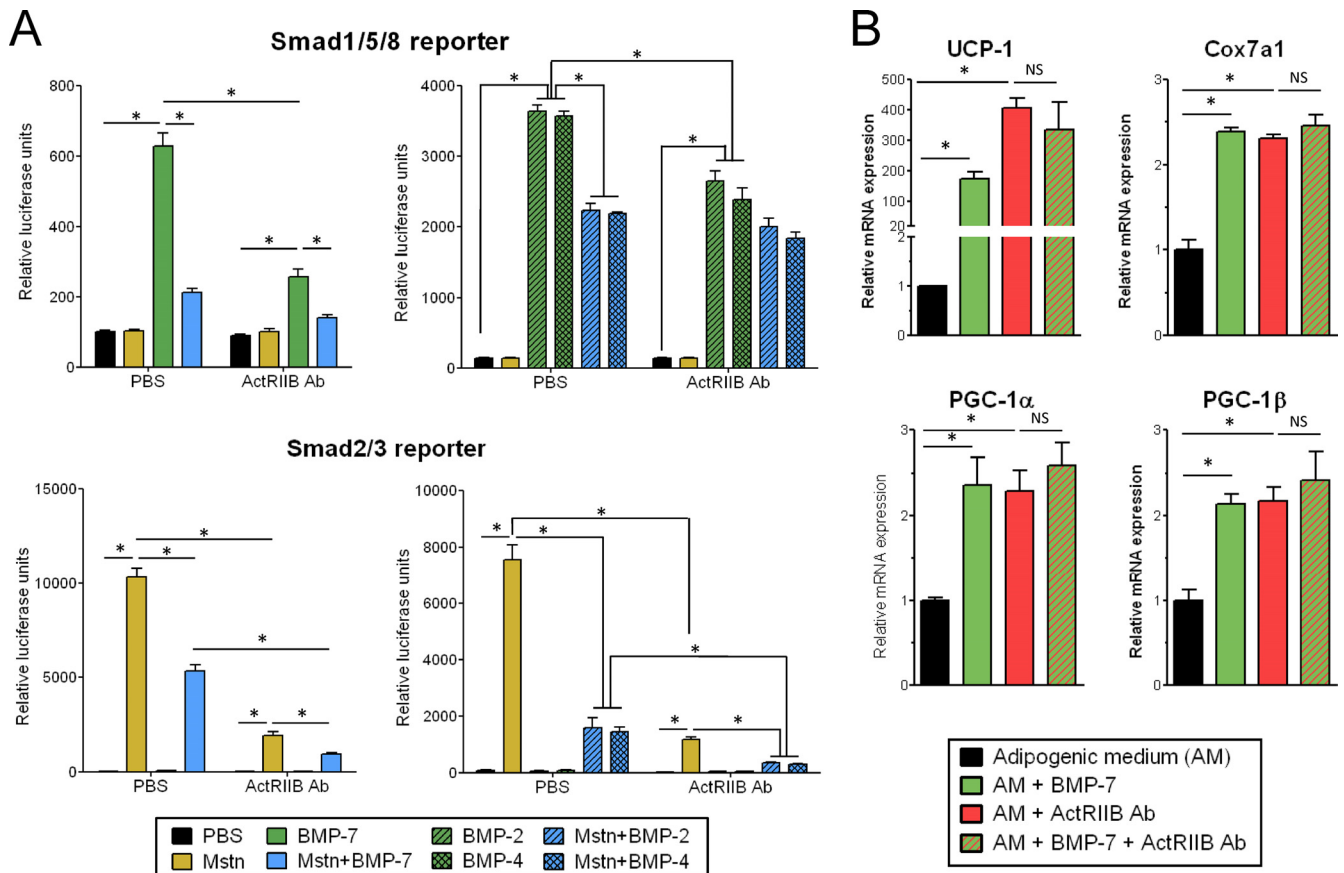 A
Smad1/5/8 reporter
Relative luciferase units
800
600
400
200
0
* * * * *
PBS ActRIIB Ab
Relative luciferase units
4000
3000
2000
1000
0
* * * *
PBS ActRIIB Ab
Smad2/3 reporter
Relative luciferase units
15000
10000
5000
0
* * * * * *
PBS ActRIIB Ab
Relative luciferase units
10000
8000
6000
4000
2000
0
* * * * * *
PBS ActRIIB Ab
PBS BMP-7 BMP-2 Mstn+BMP-2
Mstn Mstn+BMP-7 BMP-4 Mstn+BMP-4
B
UCP-1
Relative mRNA expression
500
400
300
200
100
20
2
1
0
* * NS
Cox7a1
Relative mRNA expression
3
2
1
0
* * NS
PGC-1α
Relative mRNA expression
3
2
1
0
* * NS
PGC-1β
Relative mRNA expression
3
2
1
0
* * NS
Adipogenic medium (AM)
AM + BMP-7
AM + ActRIIB Ab
AM + BMP-7 + ActRIIB Ab